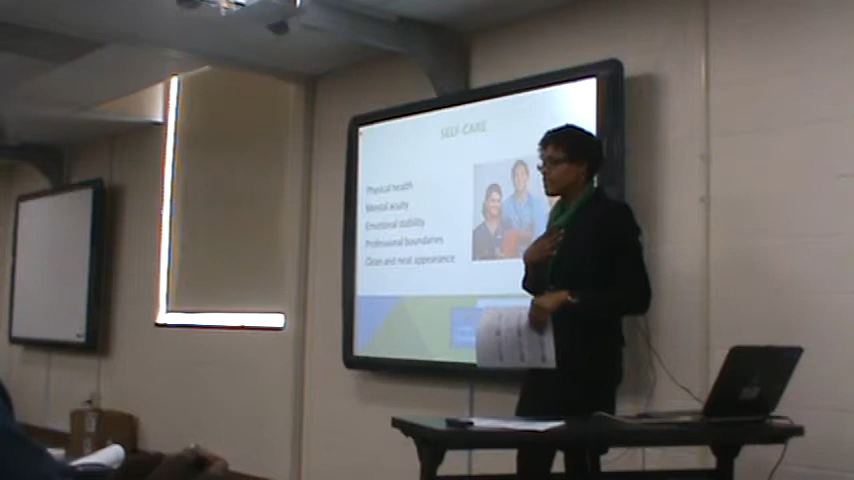 SELF-CARE
Physical health
Mental acuity
Emotional stability
Professional boundaries
Clean and neat appearance